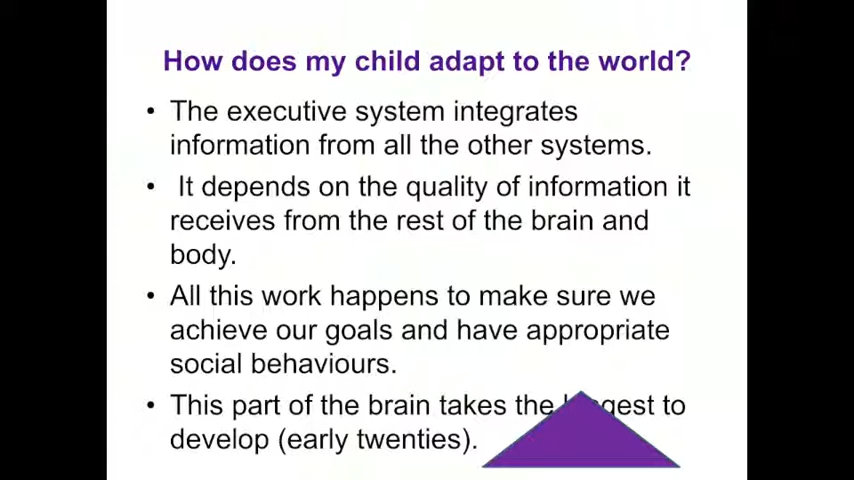 How does my child adapt to the world?
• The executive system integrates
information from all the other systems.
• It depends on the quality of information it
receives from the rest of the brain and
body.
• All this work happens to make sure we
achieve our goals and have appropriate
social behaviours.
• This part of the brain takes the longest to
develop (early twenties).